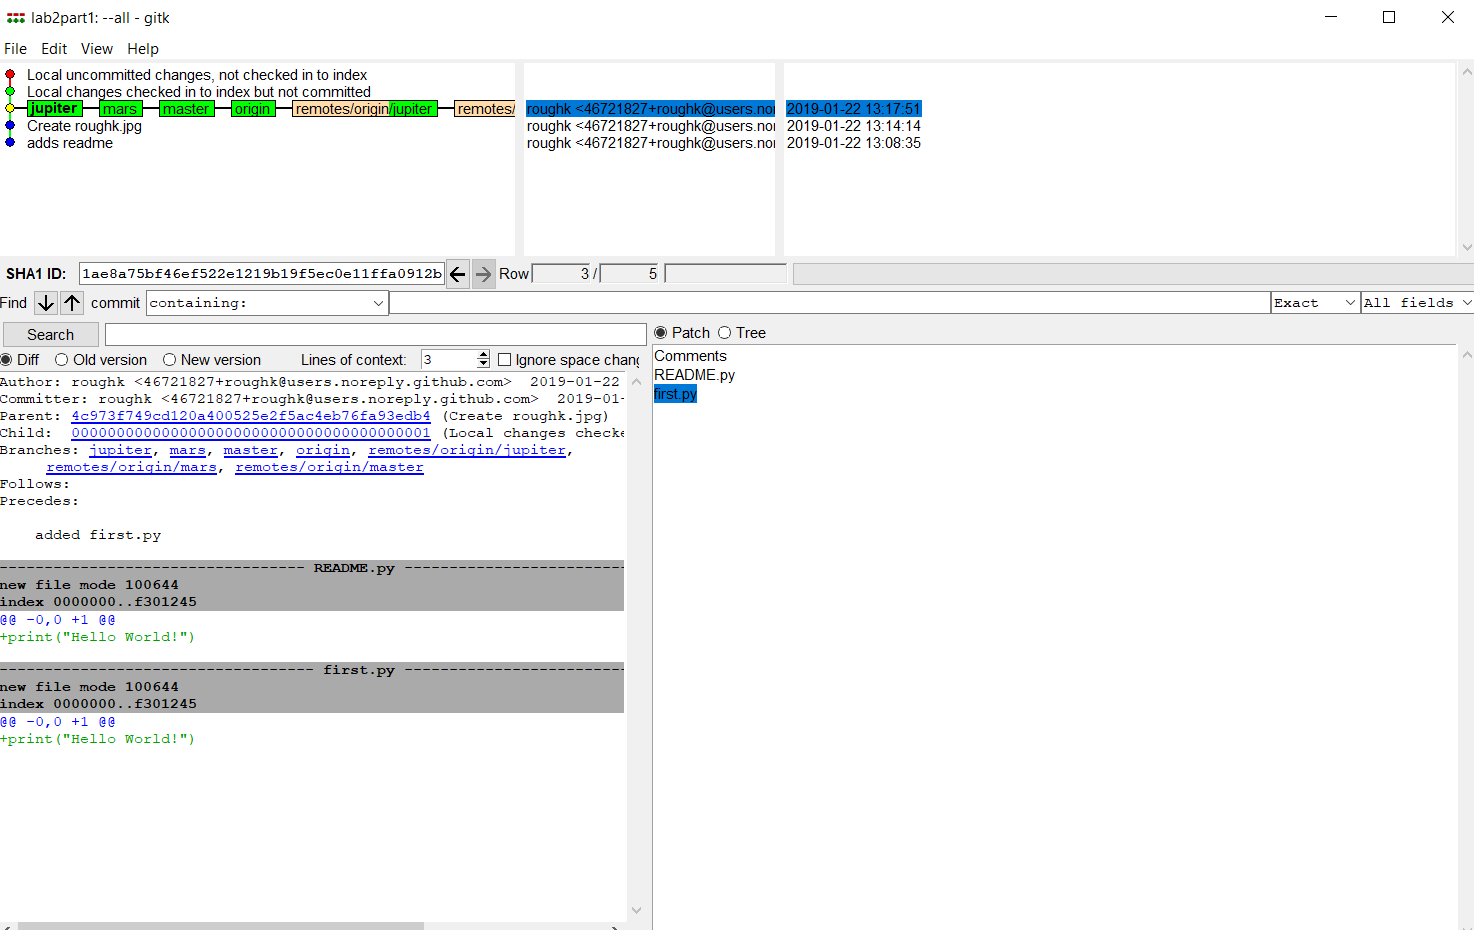 lab2part1: --all - gitk
File Edit View Help
Local uncommitted changes, not checked in to index
Local changes checked in to index but not committed
jupiter mars master origin remotes/origin/jupiter remotes/ roughk <46721827+roughk@users.nor 2019-01-22 13:17:51
Create roughk.jpg roughk <46721827+roughk@users.nor 2019-01-22 13:14:14
adds readme roughk <46721827+roughk@users.nor 2019-01-22 13:08:35
SHA1 ID: 1ae8a75bf46ef522e1219b19f5ec0e11ffa0912b Row 3 / 5
Find commit containing: Exact All fields
Search
Patch Tree
Diff Old version New version Lines of context: 3 Ignore space chang
Comments
README.py
first.py
Author: roughk <46721827+roughk@users.noreply.github.com> 2019-01-22
Committer: roughk <46721827+roughk@users.noreply.github.com> 2019-01-
Parent: 4c973f749cd120a400525e2f5ac4eb76fa93edb4 (Create roughk.jpg)
Child: 0000000000000000000000000000000000000001 (Local changes checke
Branches: jupiter, mars, master, origin, remotes/origin/jupiter,
remotes/origin/mars, remotes/origin/master
Follows:
Precedes:
added first.py
--------------------------------- README.py -------------------------
new file mode 100644
index 0000000..f301245
@@ -0,0 +1 @@
+print("Hello World!")
---------------------------------- first.py -------------------------
new file mode 100644
index 0000000..f301245
@@ -0,0 +1 @@
+print("Hello World!")